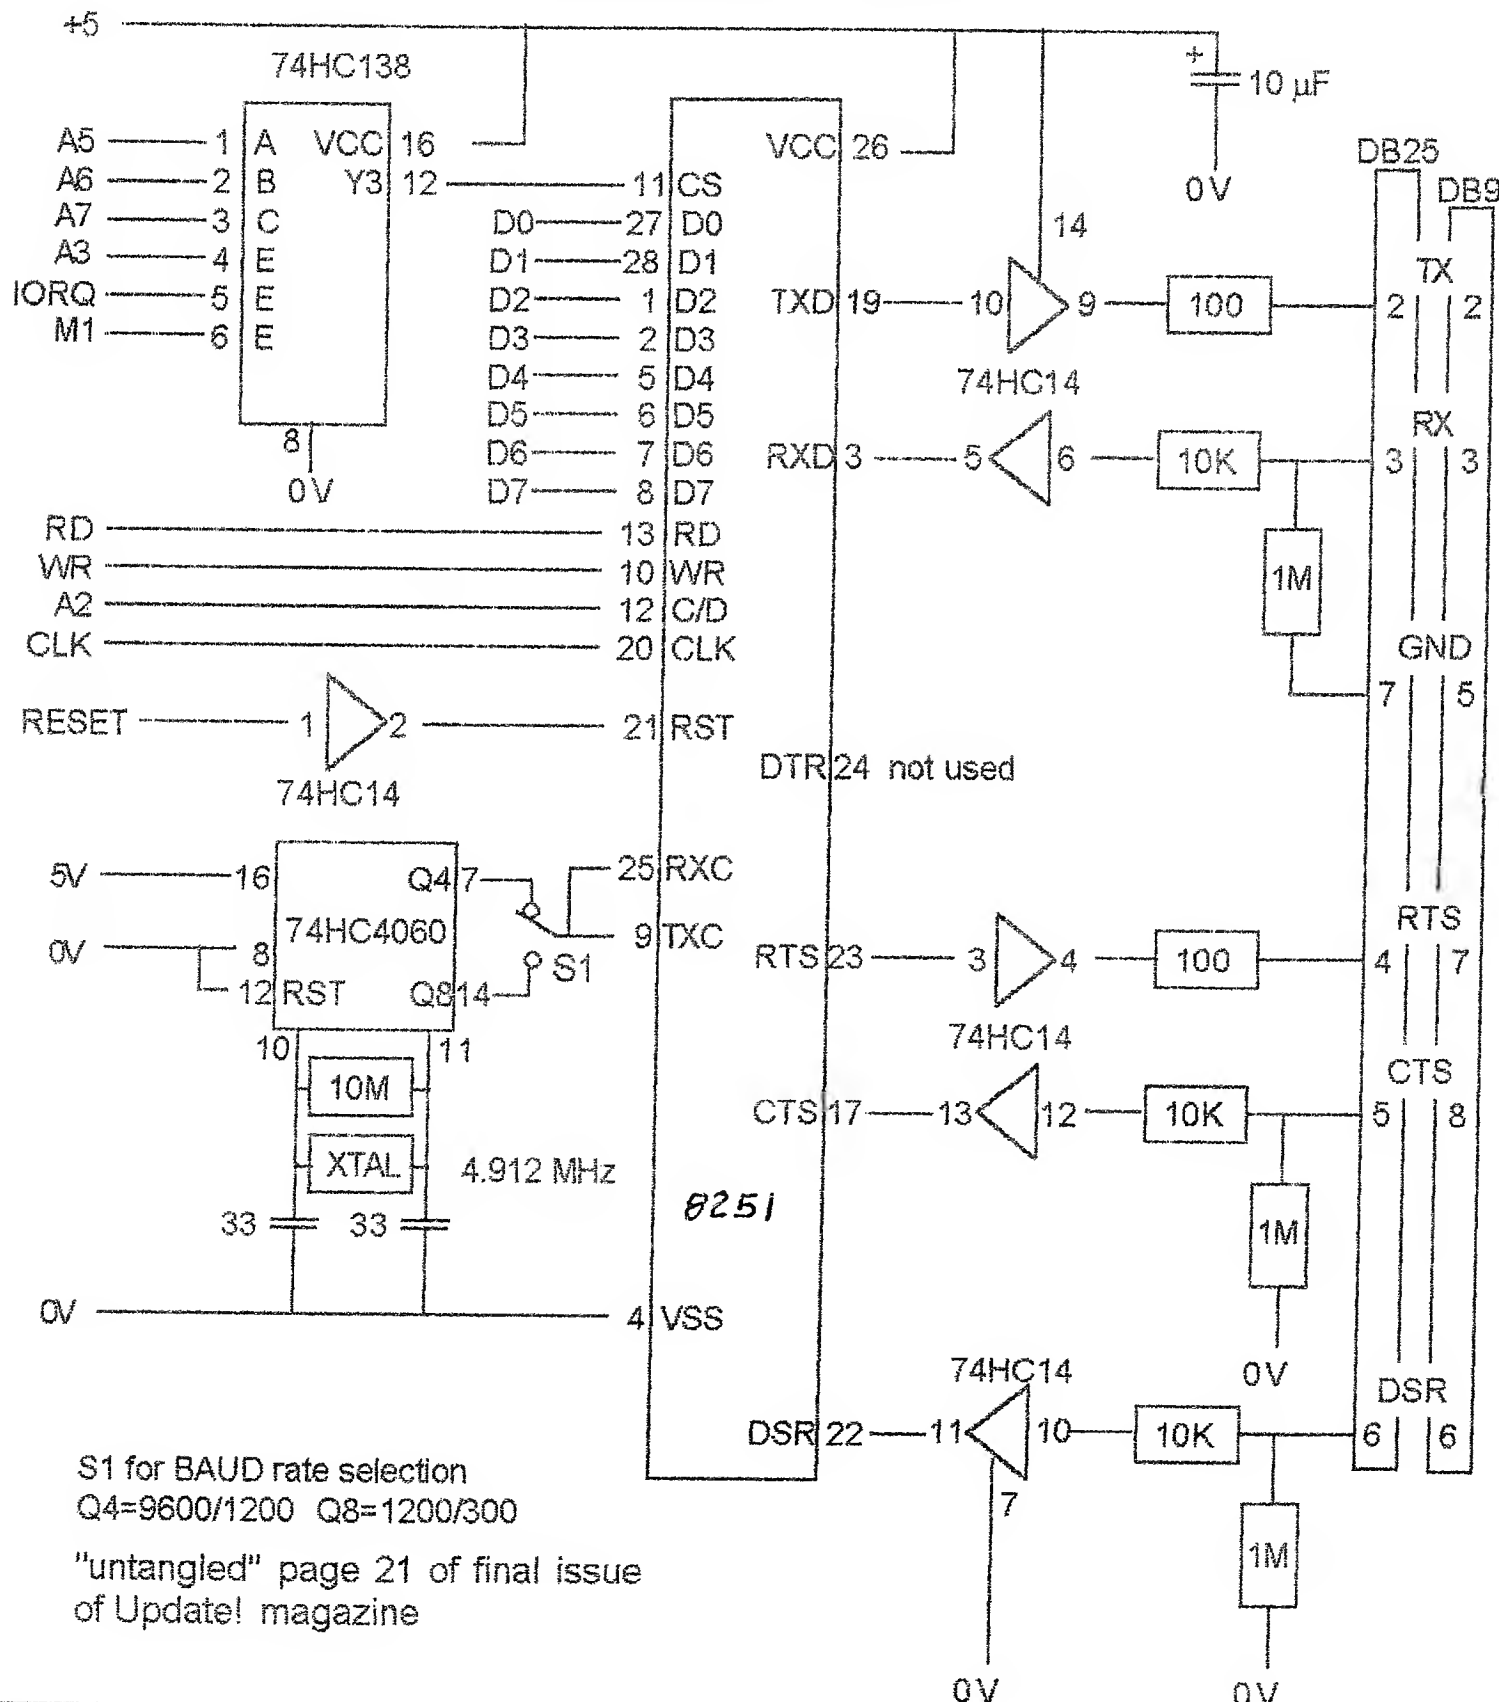 +5
74HC138
10 µF
0V
A5 1 A VCC 16
A6 2 B Y3 12
A7 3 C
A3 4 E
IORQ 5 E
M1 6 E
8
0V
VCC 26
11 CS
D0 27 D0
D1 28 D1
D2 1 D2
D3 2 D3
D4 5 D4
D5 6 D5
D6 7 D6
D7 8 D7
RD 13 RD
WR 10 WR
A2 12 C/D
CLK 20 CLK
RESET 1 2 21 RST
74HC14
DTR 24 not used
5V 16 Q4 7
25 RXC
74HC4060
0V 8
9 TXC
S1
12 RST Q8 14
10 11
10M
XTAL 4.912 MHz
33 33
0V 4 VSS
8251
14
TXD 19 10 9 100
74HC14
RXD 3 5 6 10K
1M
RTS 23 3 4 100
74HC14
CTS 17 13 12 10K
1M
0V
74HC14
DSR 22 11 10 10K
7
1M
0V
0V
DB25
DB9
TX
2 2
RX
3 3
GND
7 5
RTS
4 7
CTS
5 8
DSR
6 6
S1 for BAUD rate selection
Q4=9600/1200 Q8=1200/300
"untangled" page 21 of final issue
of Update! magazine